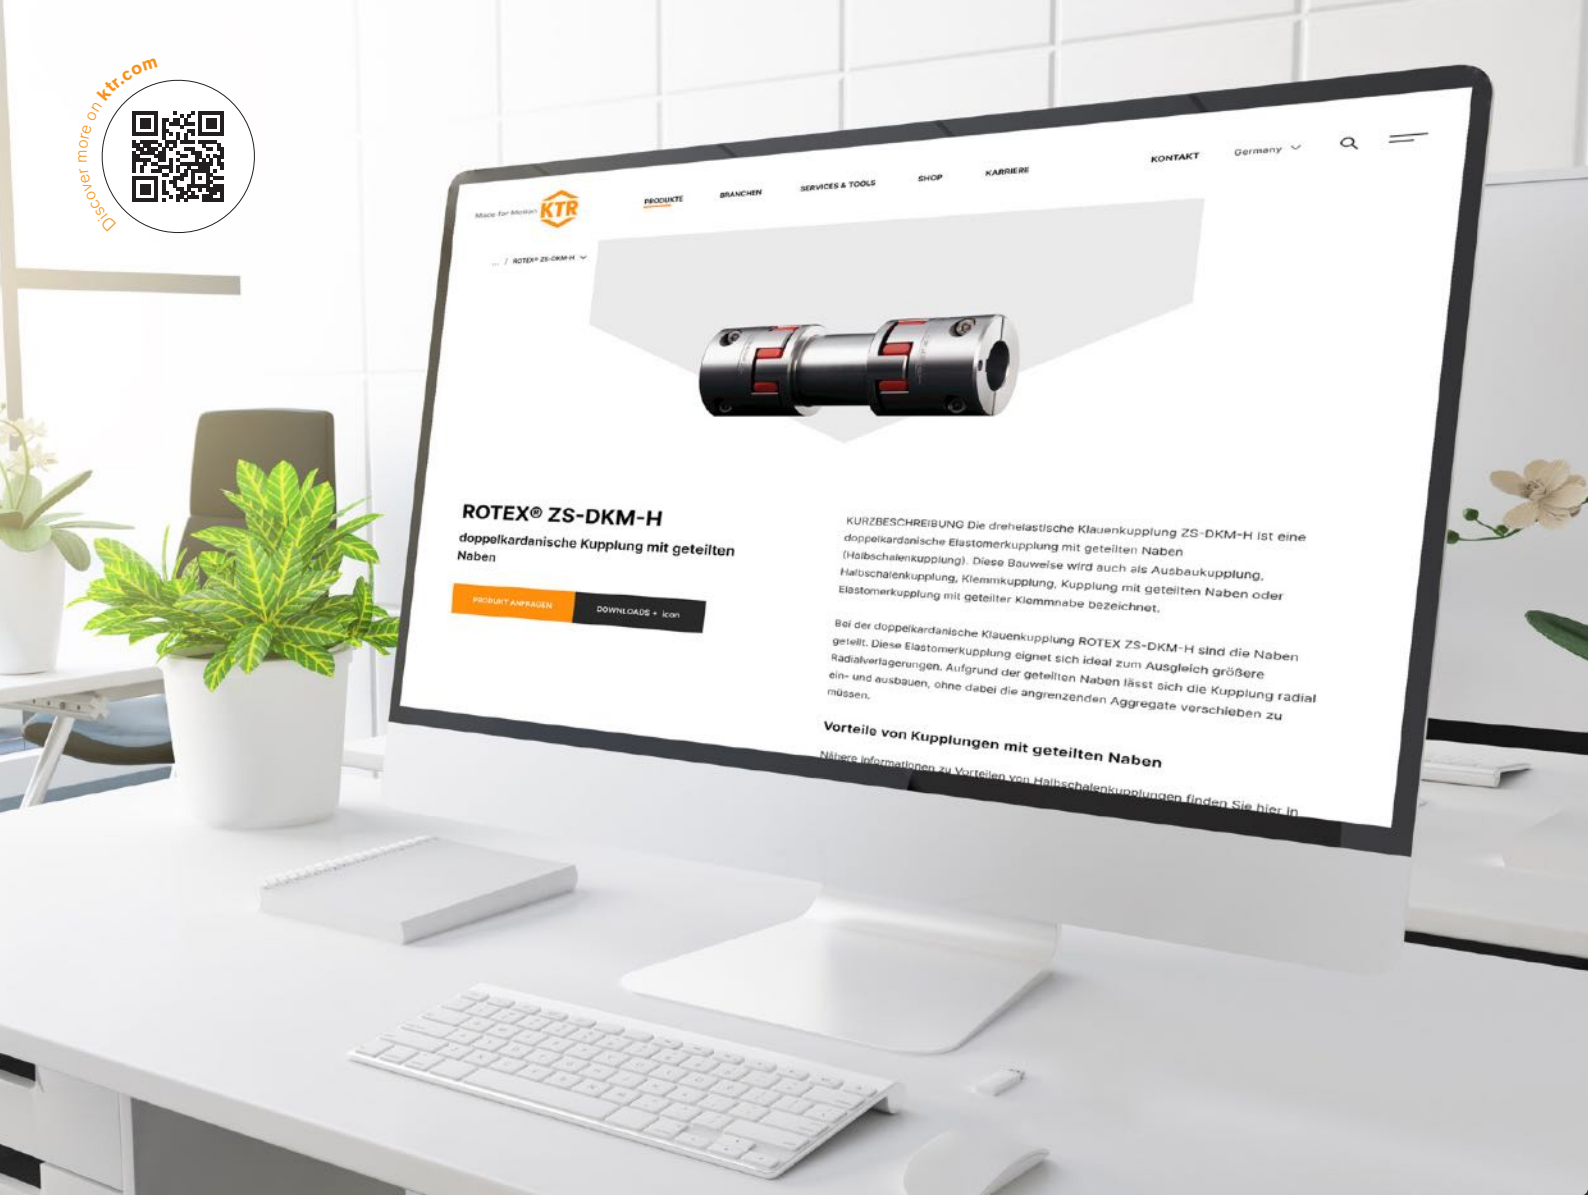 Discover more on ktr.com
Made for Motion KTR
PRODUKTE
BRANCHEN
SERVICES & TOOLS
SHOP
KARRIERE
KONTAKT
Germany
... / ROTEX® ZS-DKM-H
ROTEX® ZS-DKM-H
doppelkardanische Kupplung mit geteilten
Naben
PRODUKT ANFRAGEN
DOWNLOADS + icon
KURZBESCHREIBUNG Die drehelastische Klauenkupplung ZS-DKM-H ist eine
doppelkardanische Elastomerkupplung mit geteilten Naben
(Halbschalenkupplung). Diese Bauweise wird auch als Ausbaukupplung,
Halbschalenkupplung, Klemmkupplung, Kupplung mit geteilten Naben oder
Elastomerkupplung mit geteilter Klemmnabe bezeichnet.
Bei der doppelkardanische Klauenkupplung ROTEX ZS-DKM-H sind die Naben
geteilt. Diese Elastomerkupplung eignet sich ideal zum Ausgleich größere
Radialverlagerungen. Aufgrund der geteilten Naben lässt sich die Kupplung radial
ein- und ausbauen, ohne dabei die angrenzenden Aggregate verschieben zu
müssen.
Vorteile von Kupplungen mit geteilten Naben
Nähere Informationen zu Vorteilen von Halbschalenkupplungen finden Sie hier in